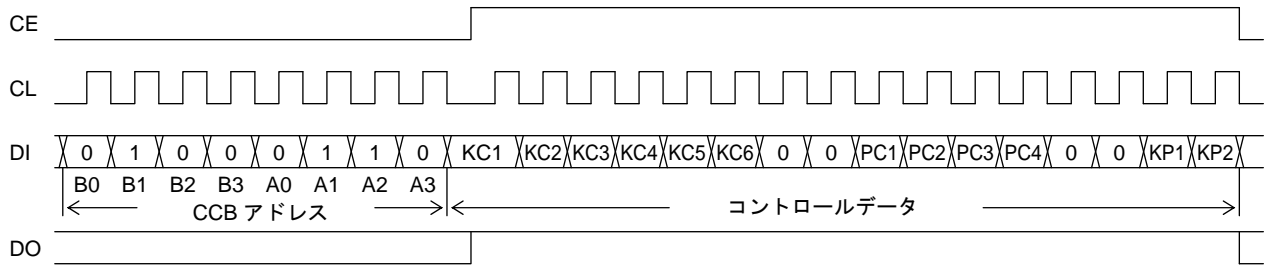 CE
CL
DI 0 1 0 0 0 1 1 0 KC1 KC2 KC3 KC4 KC5 KC6 0 0 PC1 PC2 PC3 PC4 0 0 KP1 KP2
B0 B1 B2 B3 A0 A1 A2 A3
CCB アドレス コントロールデータ
DO